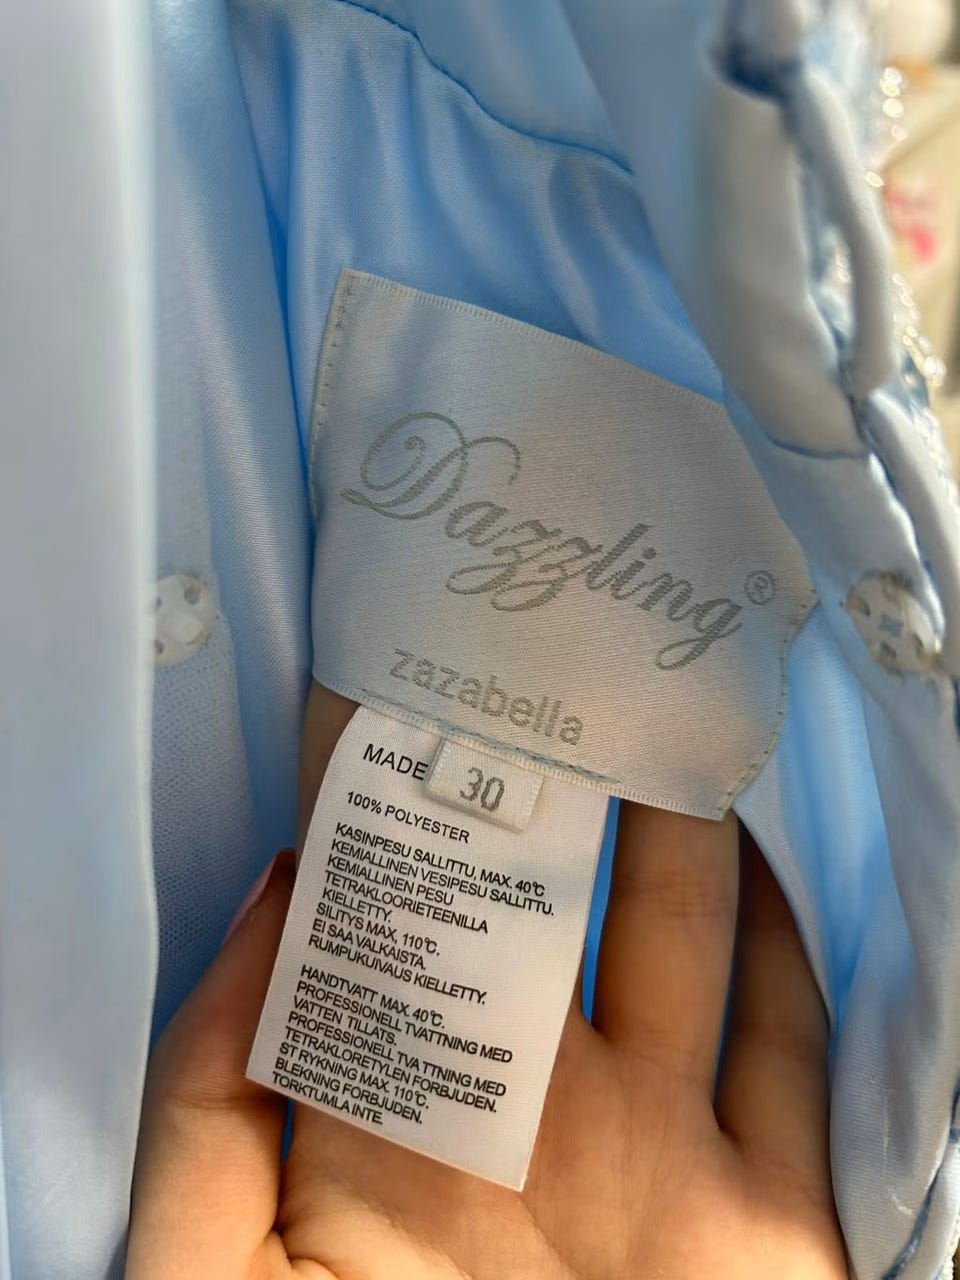 Dazzling®
zazabella
30
MADE
100% POLYESTER
KASINPESU SALLITTU, MAX. 40°C
KEMIALLINEN VESIPESU SALLITTU.
KEMIALLINEN PESU
TETRAKLOORIETEENILLA
KIELLETTY.
SILITYS MAX, 110°C.
EI SAA VALKAISTA.
RUMPUKUIVAUS KIELLETTY.
HANDTVATT MAX. 40°C.
PROFESSIONELL TVATTNING MED
VATTEN TILLATS.
PROFESSIONELL TVA TTNING MED
TETRAKLORETYLEN FORBJUDEN.
ST RYKNING MAX. 110°C.
BLEKNING FORBJUDEN.
TORKTUMLA INTE.